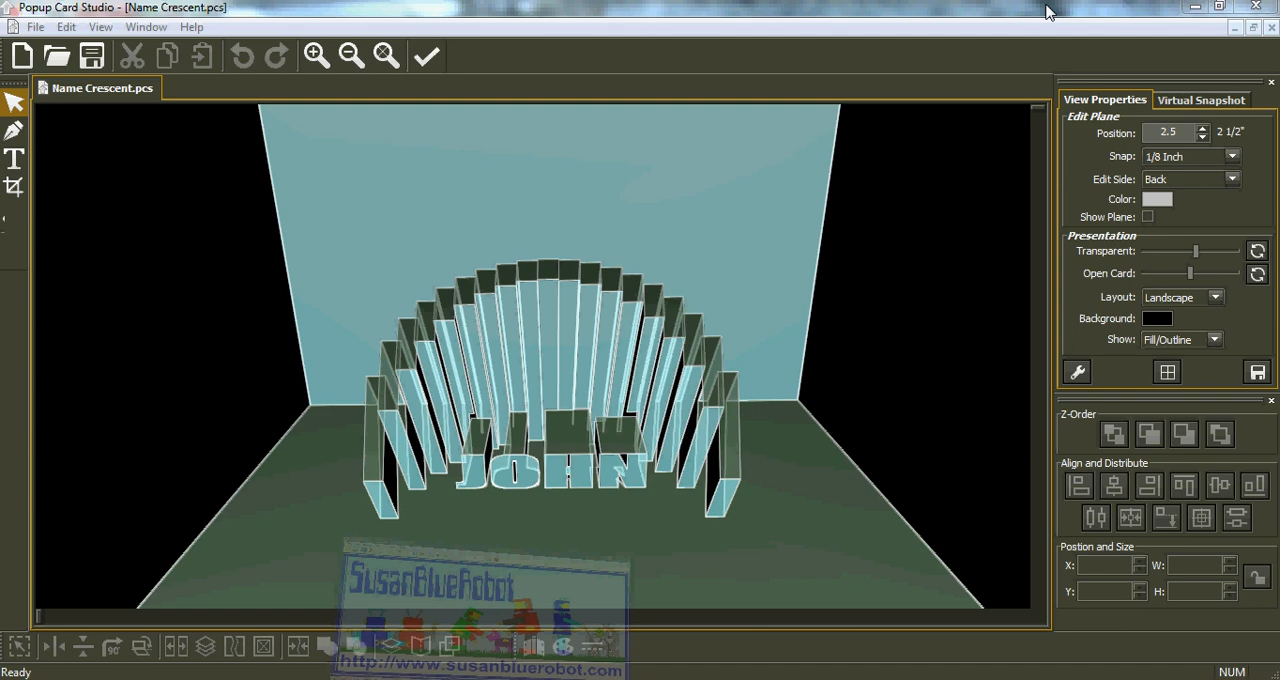 Popup Card Studio - [Name Crescent.pcs]
File Edit View Window Help
Name Crescent.pcs
View Properties Virtual Snapshot
Edit Plane
Position: 2.5 2 1/2"
Snap: 1/8 Inch
Edit Side: Back
Color:
Show Plane:
Presentation
Transparent:
Open Card:
Layout: Landscape
Background:
Show: Fill/Outline
Z-Order
Align and Distribute
Postion and Size
X: W:
Y: H:
JOHN
SusanBlueRobot
90°
http://www.susanbluerobot.com
Ready NUM